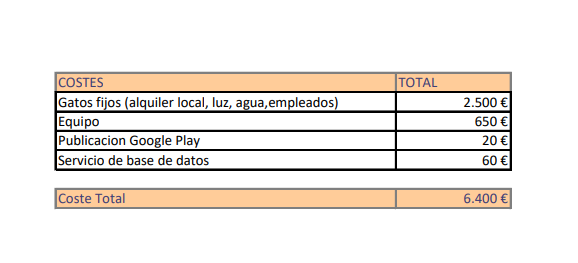 COSTES TOTAL
Gatos fijos (alquiler local, luz, agua,empleados) 2.500 €
Equipo 650 €
Publicacion Google Play 20 €
Servicio de base de datos 60 €
Coste Total 6.400 €